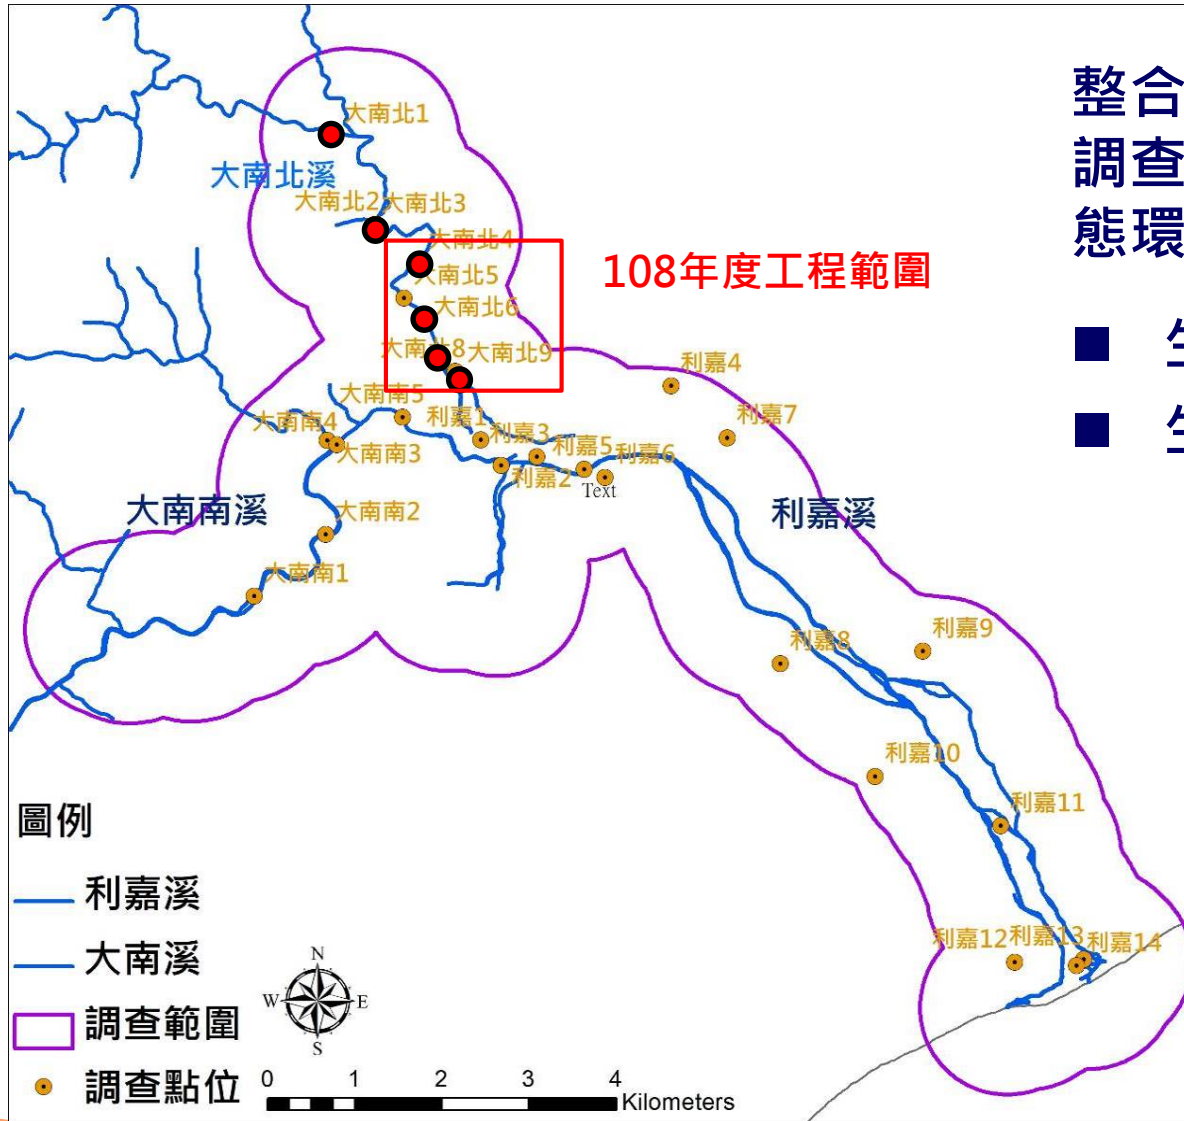 整合
調查
態環
■ 生
■ 生
大南北1
大南北溪
大南北2
大南北3
大南北4
108年度工程範圍
大南北5
大南北6
大南北8
大南北9
利嘉4
大南南5
利嘉1
利嘉7
大南南4
利嘉3
大南南3
利嘉5
利嘉6
利嘉2
Text
大南南溪
大南南2
利嘉溪
大南南1
利嘉9
利嘉8
利嘉10
利嘉11
利嘉12
利嘉13
利嘉14
圖例
利嘉溪
大南溪
調查範圍
調查點位
N
W
E
S
0 1 2 3 4
Kilometers